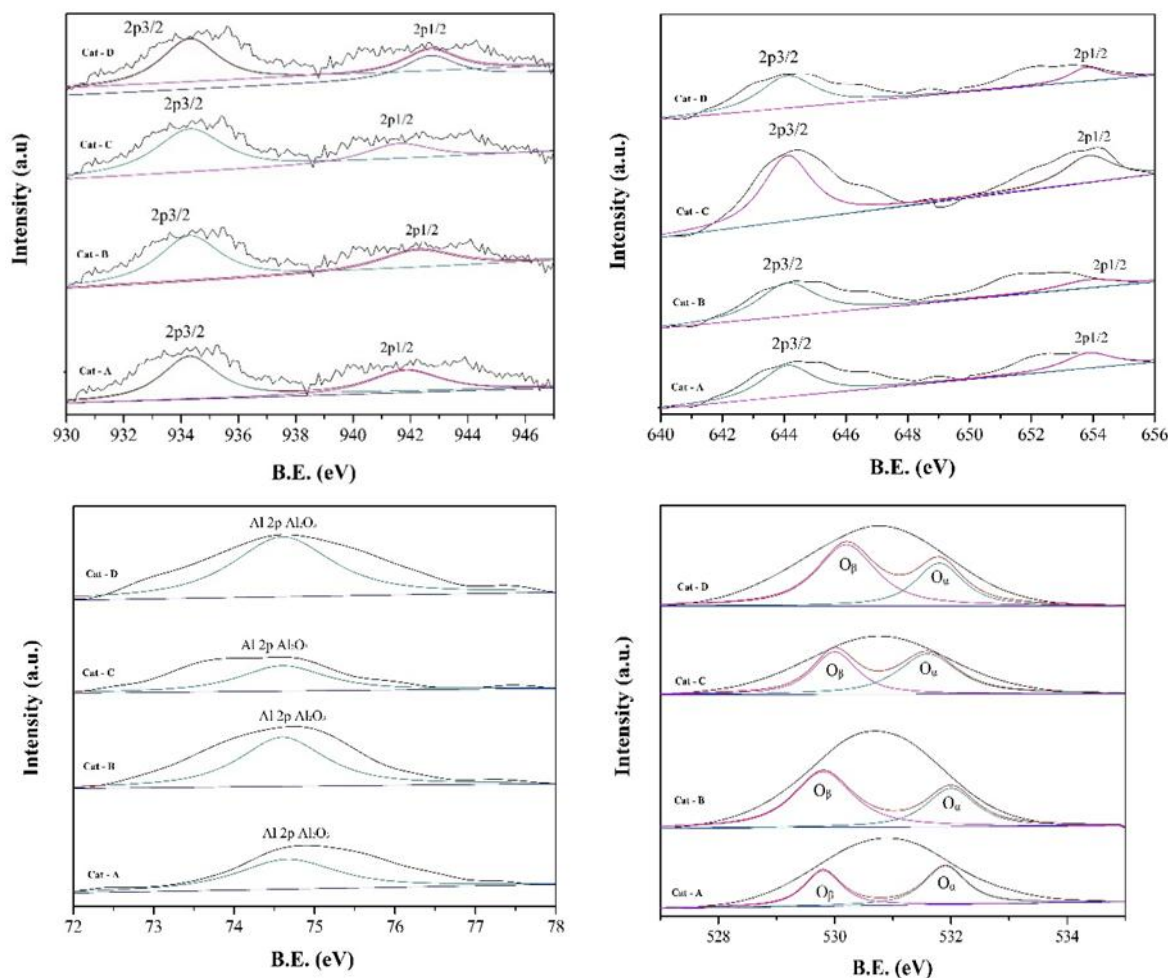 Intensity (a.u)
Cat - D
2p3/2
2p1/2
Cat - C
2p3/2
2p1/2
Cat - B
2p3/2
2p1/2
Cat - A
2p3/2
2p1/2
930 932 934 936 938 940 942 944 946
B.E. (eV)
Intensity (a.u.)
Cat - D
2p3/2
2p1/2
Cat - C
2p3/2
2p1/2
Cat - B
2p3/2
2p1/2
Cat - A
2p3/2
2p1/2
640 642 644 646 648 650 652 654 656
B.E. (eV)
Intensity (a.u.)
Cat - D
Al 2p Al₂O₃
Cat - C
Al 2p Al₂O₃
Cat - B
Al 2p Al₂O₃
Cat - A
Al 2p Al₂O₃
72 73 74 75 76 77 78
B.E. (eV)
Intensity (a.u.)
Cat - D
Oβ
Oα
Cat - C
Oβ
Oα
Cat - B
Oβ
Oα
Cat - A
Oβ
Oα
528 530 532 534
B.E. (eV)